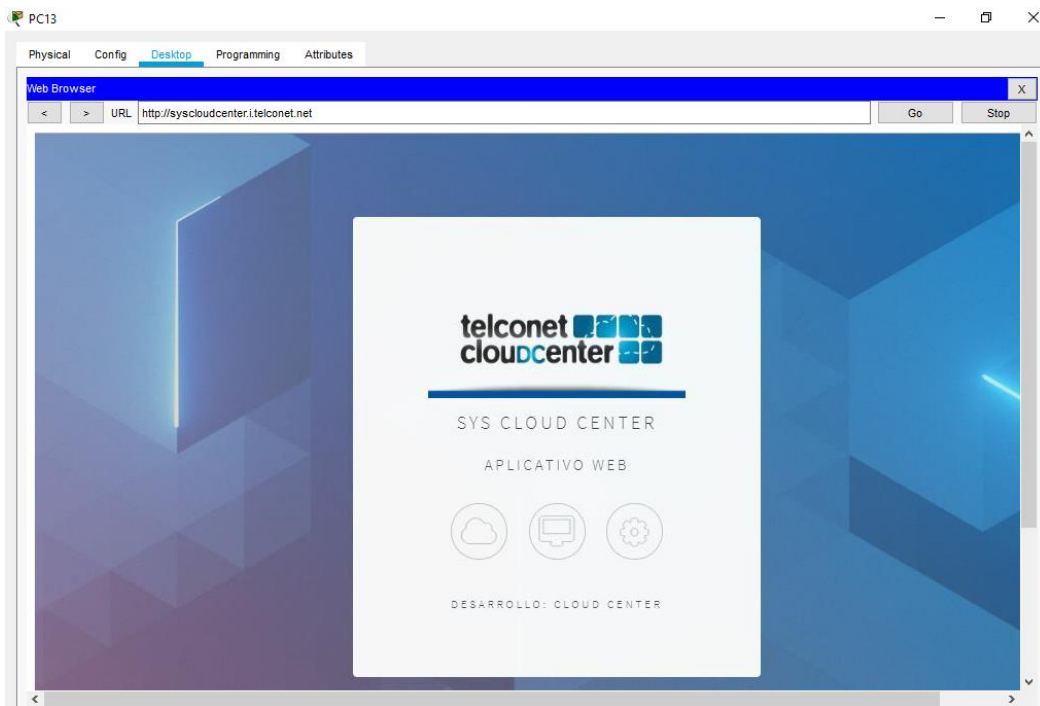 PC13
Physical Config Desktop Programming Attributes
Web Browser X
< > URL http://syscloudcenter.i.telconet.net Go Stop
telconet
clouDCenter
SYS CLOUD CENTER
APLICATIVO WEB
DESARROLLO: CLOUD CENTER